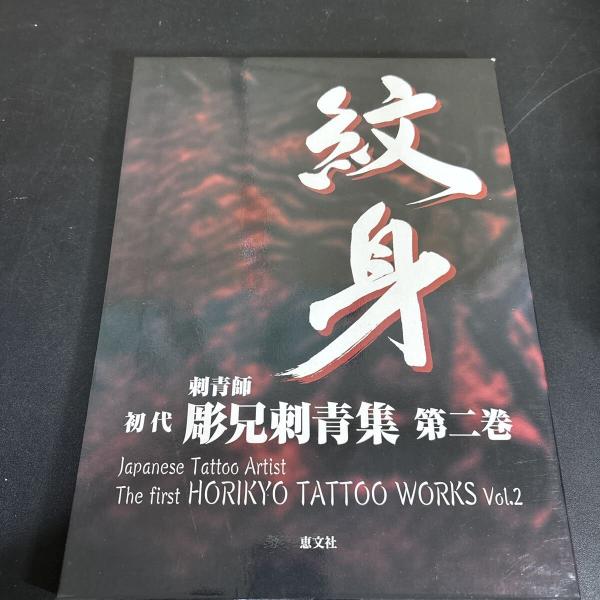 紋身
刺青師
初代 彫兄刺青集 第二巻
Japanese Tattoo Artist
The first HORIKYO TATTOO WORKS Vol.2
恵文社